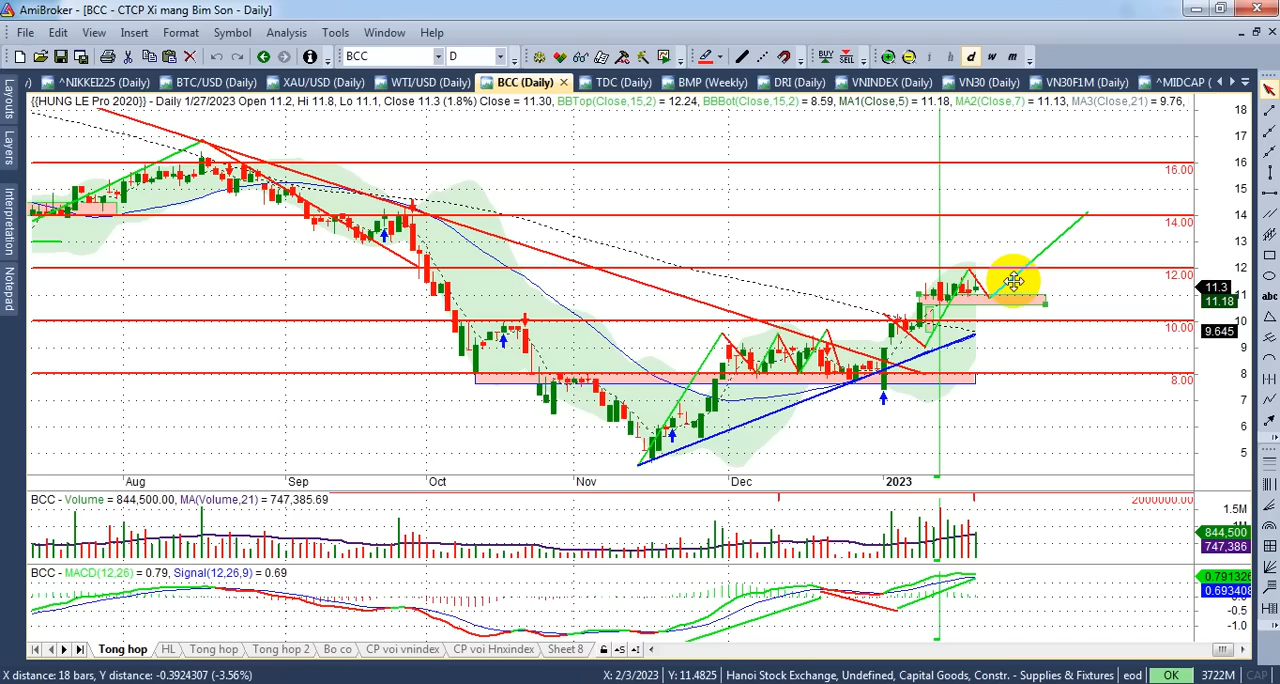 AmiBroker - [BCC - CTCP Xi mang Bim Son - Daily]
File Edit View Insert Format Symbol Analysis Tools Window Help
BCC D BUY SELL i h d w m
^NIKKEI225 (Daily) BTC/USD (Daily) XAU/USD (Daily) WTI/USD (Daily) BCC (Daily) TDC (Daily) BMP (Weekly) DRI (Daily) VNINDEX (Daily) VN30 (Daily) VN30F1M (Daily) ^MIDCAP (
Layouts
Layers
Interpretation
Notepad
{{HUNG LE Pro 2020}} - Daily 1/27/2023 Open 11.2, Hi 11.8, Lo 11.1, Close 11.3 (1.8%) Close = 11.30, BBTop(Close,15,2) = 12.24, BBBot(Close,15,2) = 8.59, MA1(Close,5) = 11.18, MA2(Close,7) = 11.13, MA3(Close,21) = 9.76,
18
17
16
16.00
15
14
14.00
13
12
12.00
11.3
11
11.18
10
10.00
9.645
9
8
8.00
7
6
5
abc
Aug Sep Oct Nov Dec 2023
BCC - Volume = 844,500.00, MA(Volume,21) = 747,385.69
2000000.00
1.5M
844,500
747,386
BCC - MACD(12,26) = 0.79, Signal(12,26,9) = 0.69
0.791326
0.693408
-0.5
-1.0
Tong hop HL Tong hop Tong hop 2 Bo co CP voi vnindex CP voi Hnxindex Sheet 8
X distance: 18 bars, Y distance: -0.3924307 (-3.56%) X: 2/3/2023 Y: 11.4825 Hanoi Stock Exchange, Undefined, Capital Goods, Constr. - Supplies & Fixtures eod OK 3722M CAP